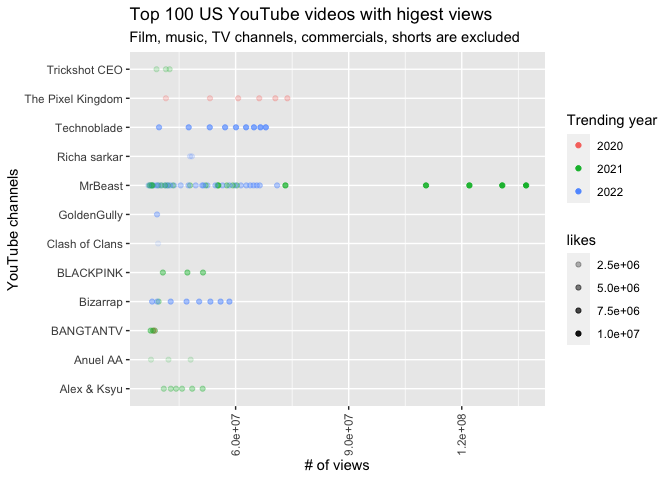 Top 100 US YouTube videos with higest views
Film, music, TV channels, commercials, shorts are excluded
YouTube channels
Trickshot CEO
The Pixel Kingdom
Technoblade
Richa sarkar
MrBeast
GoldenGully
Clash of Clans
BLACKPINK
Bizarrap
BANGTANTV
Anuel AA
Alex & Ksyu
6.0e+07
9.0e+07
1.2e+08
# of views
Trending year
2020
2021
2022
likes
2.5e+06
5.0e+06
7.5e+06
1.0e+07